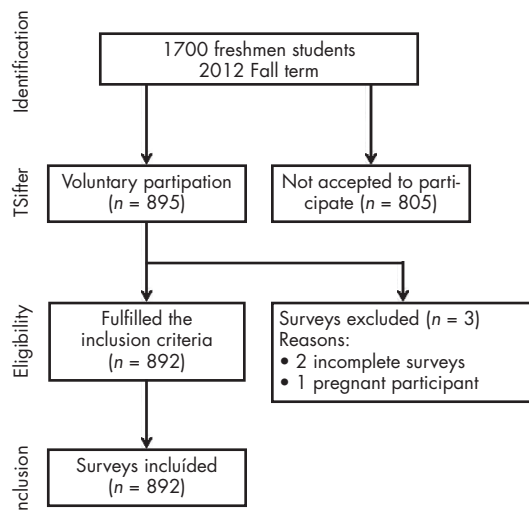 Identification
1700 freshmen students
2012 Fall term
TSifter
Voluntary partipation
(n = 895)
Not accepted to parti-
cipate (n = 805)
Eligibility
Fulfilled the
inclusion criteria
(n = 892)
Surveys excluded (n = 3)
Reasons:
• 2 incomplete surveys
• 1 pregnant participant
nclusion
Surveys incluíded
(n = 892)